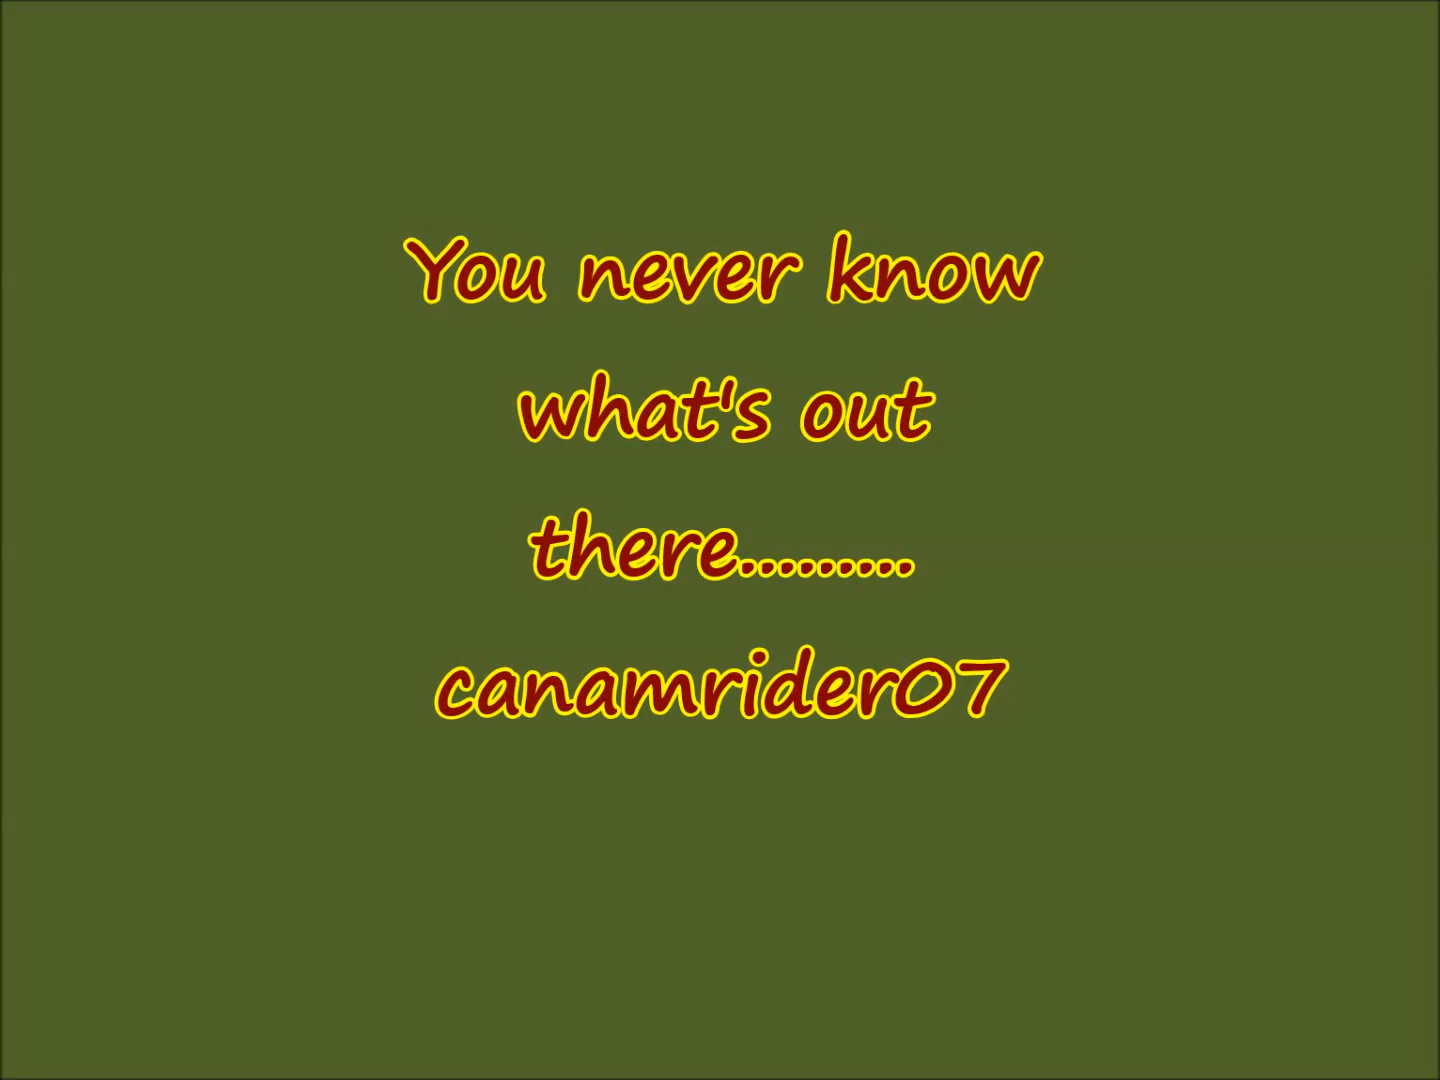 You never know
what's out
there.........
canamrider07